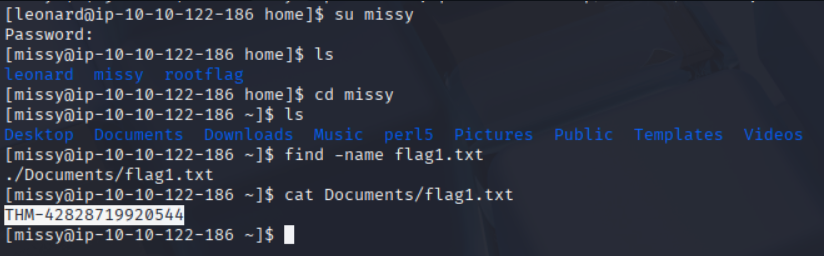 [leonard@ip-10-10-122-186 home]$ su missy
Password:
[missy@ip-10-10-122-186 home]$ ls
leonard missy rootflag
[missy@ip-10-10-122-186 home]$ cd missy
[missy@ip-10-10-122-186 ~]$ ls
Desktop Documents Downloads Music perl5 Pictures Public Templates Videos
[missy@ip-10-10-122-186 ~]$ find -name flag1.txt
./Documents/flag1.txt
[missy@ip-10-10-122-186 ~]$ cat Documents/flag1.txt
THM-42828719920544
[missy@ip-10-10-122-186 ~]$